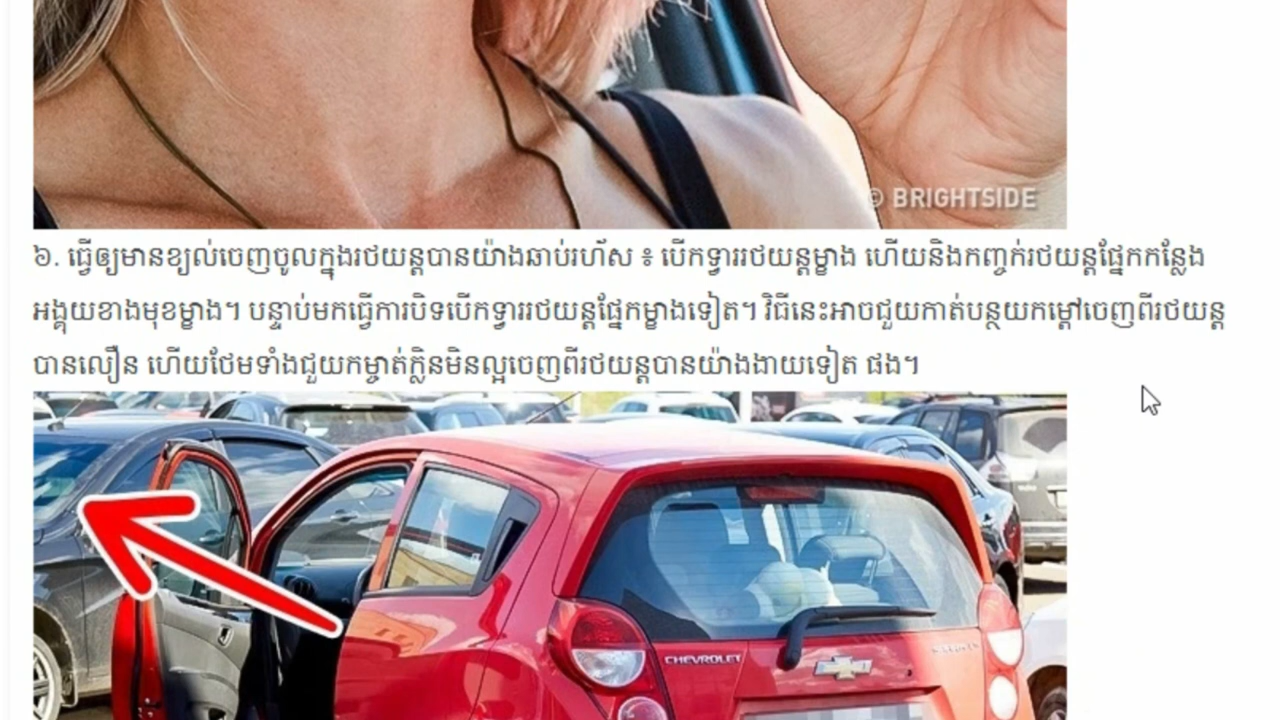 © BRIGHTSIDE
៦. ធ្វើឲ្យមានខ្យល់ចេញចូលក្នុងរថយន្តបានយ៉ាងឆាប់រហ័ស ៖ បើកទ្វាររថយន្តម្ខាង ហើយនិងកញ្ចក់រថយន្តផ្នែកកន្លែង
អង្គុយខាងមុខម្ខាង។ បន្ទាប់មកធ្វើការបិទបើកទ្វាររថយន្តផ្នែកម្ខាងទៀត។ វិធីនេះអាចជួយកាត់បន្ថយកម្ដៅចេញពីរថយន្ត
បានលឿន ហើយថែមទាំងជួយកម្ចាត់ក្លិនមិនល្អចេញពីរថយន្តបានយ៉ាងងាយទៀត ផង។
CHEVROLET